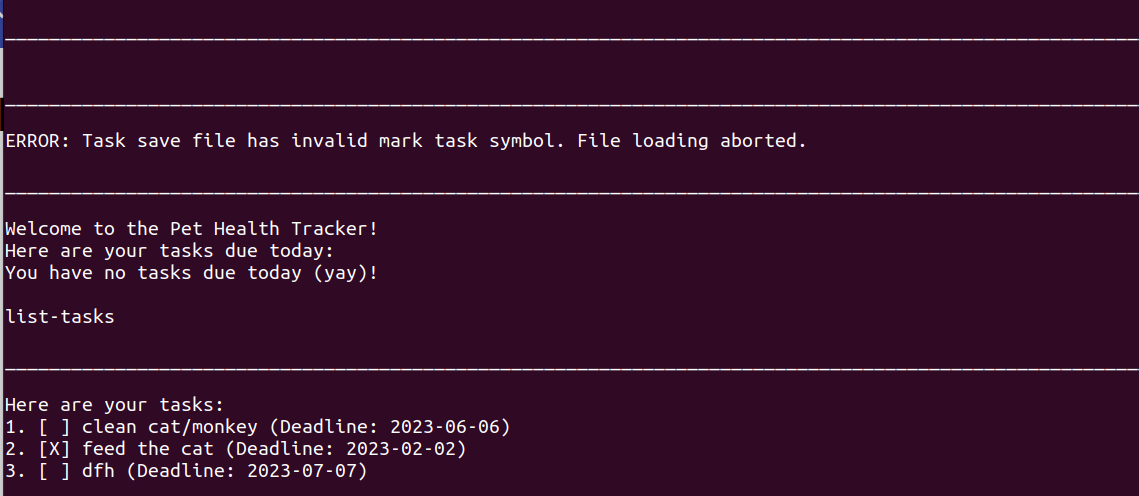 ERROR: Task save file has invalid mark task symbol. File loading aborted.
Welcome to the Pet Health Tracker!
Here are your tasks due today:
You have no tasks due today (yay)!
list-tasks
Here are your tasks:
1. [ ] clean cat/monkey (Deadline: 2023-06-06)
2. [X] feed the cat (Deadline: 2023-02-02)
3. [ ] dfh (Deadline: 2023-07-07)